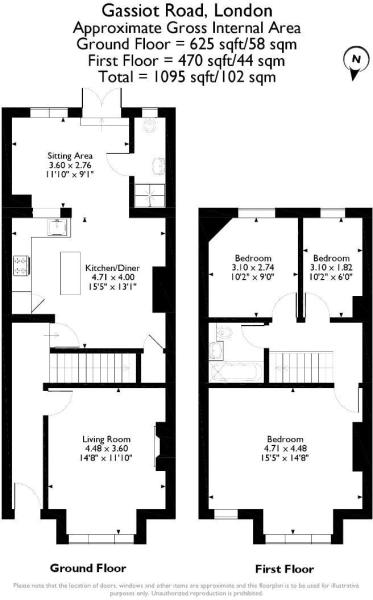 Gassiot Road, London
Approximate Gross Internal Area
Ground Floor = 625 sqft/58 sqm
First Floor = 470 sqft/44 sqm
Total = 1095 sqft/102 sqm
N
Sitting Area
3.60 x 2.76
11'10" x 9'1"
Kitchen/Diner
4.71 x 4.00
15'5" x 13'1"
Bedroom
3.10 x 2.74
10'2" x 9'0"
Bedroom
3.10 x 1.82
10'2" x 6'0"
Living Room
4.48 x 3.60
14'8" x 11'10"
Bedroom
4.71 x 4.48
15'5" x 14'8"
Ground Floor
First Floor
Please note that the location of doors, windows and other items are approximate and this floorplan is to be used for illustrative
purposes only. Unauthorized reproduction is prohibited.